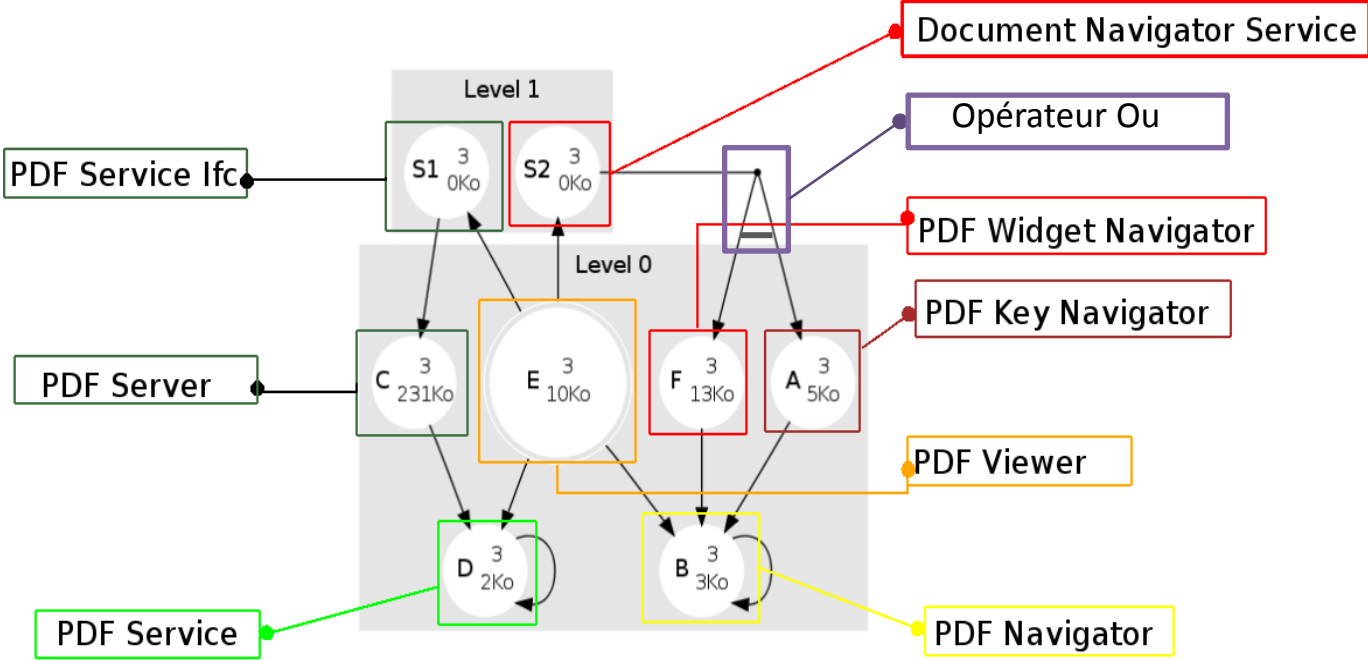 Document Navigator Service
Level 1
Opérateur Ou
PDF Service Ifc
S1 3
0Ko
S2 3
0Ko
PDF Widget Navigator
Level 0
PDF Key Navigator
PDF Server
C 3
231Ko
E 3
10Ko
F 3
13Ko
A 3
5Ko
PDF Viewer
D 3
2Ko
B 3
3Ko
PDF Service
PDF Navigator